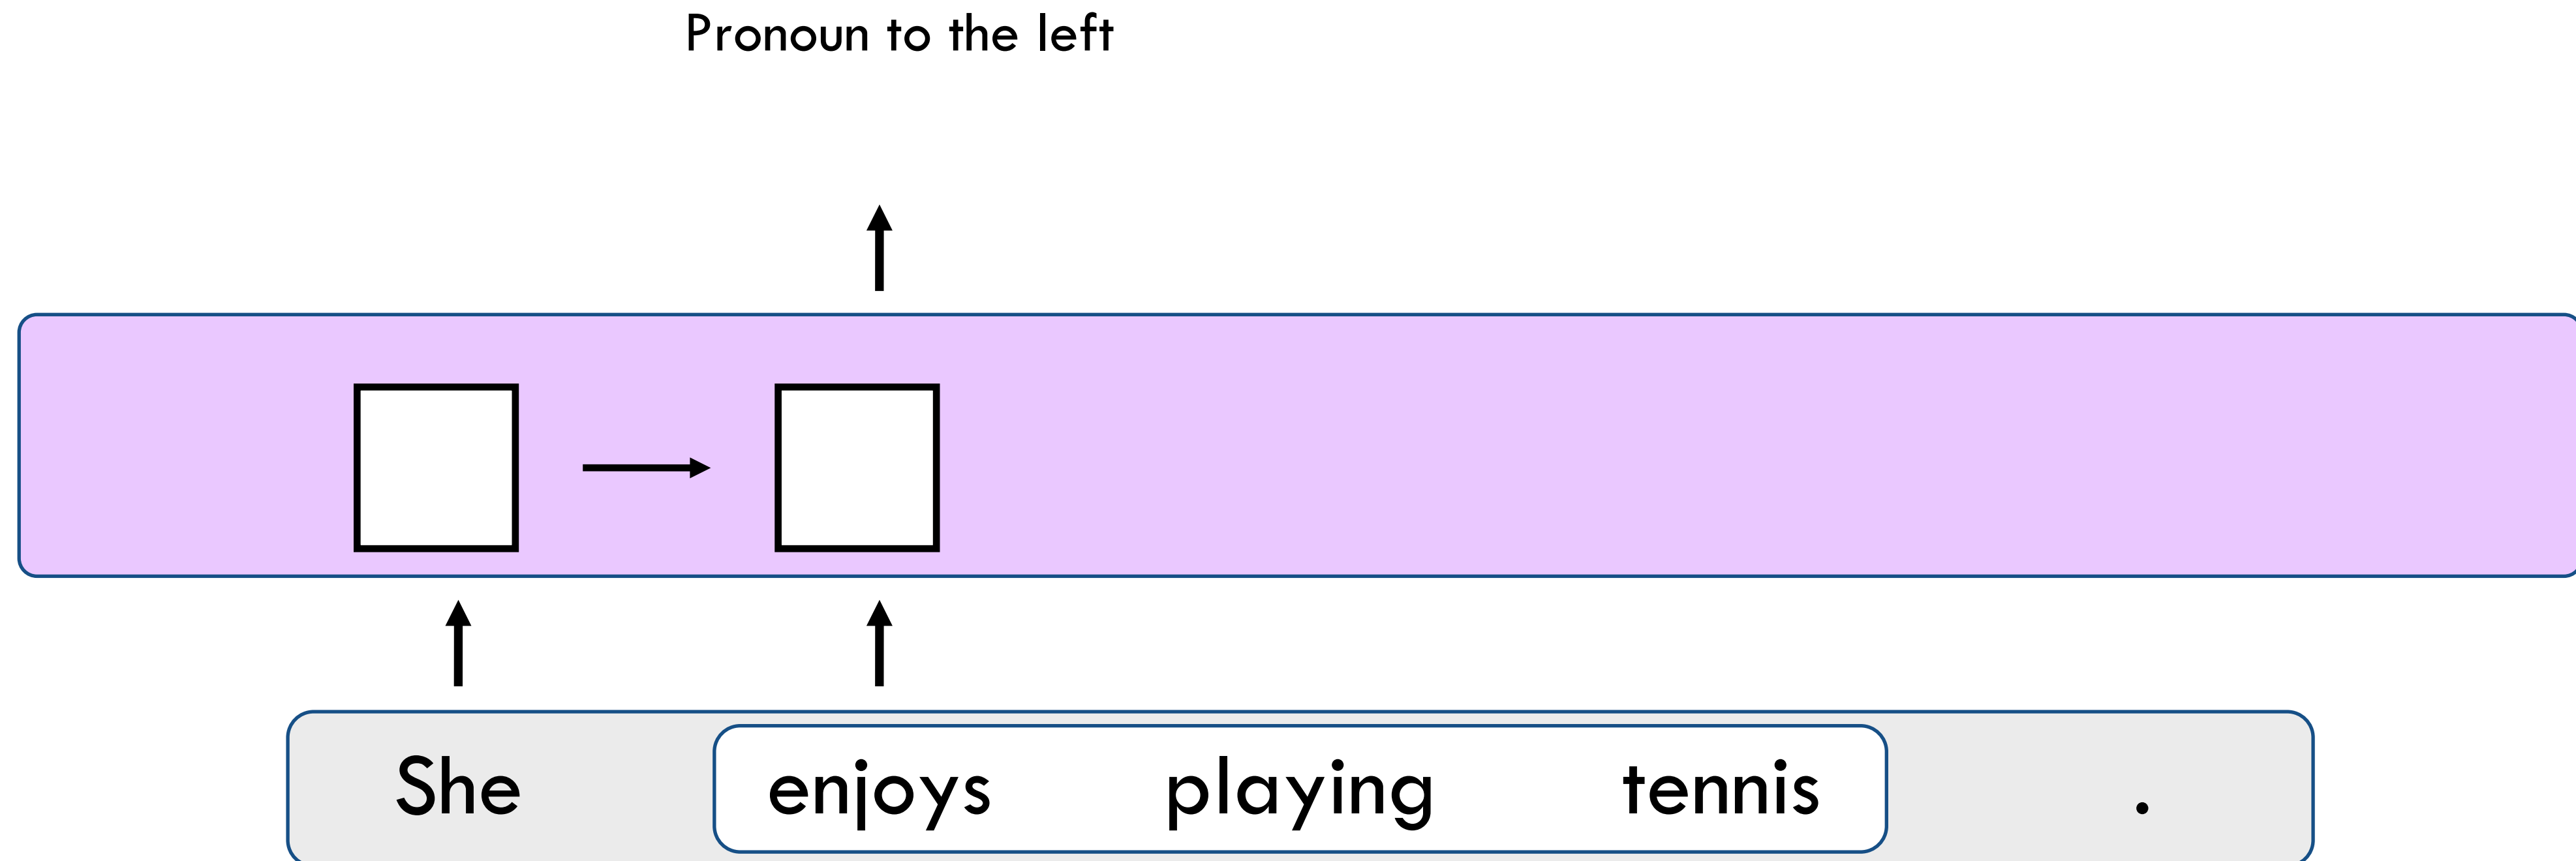 Pronoun to the left
She enjoys playing tennis .